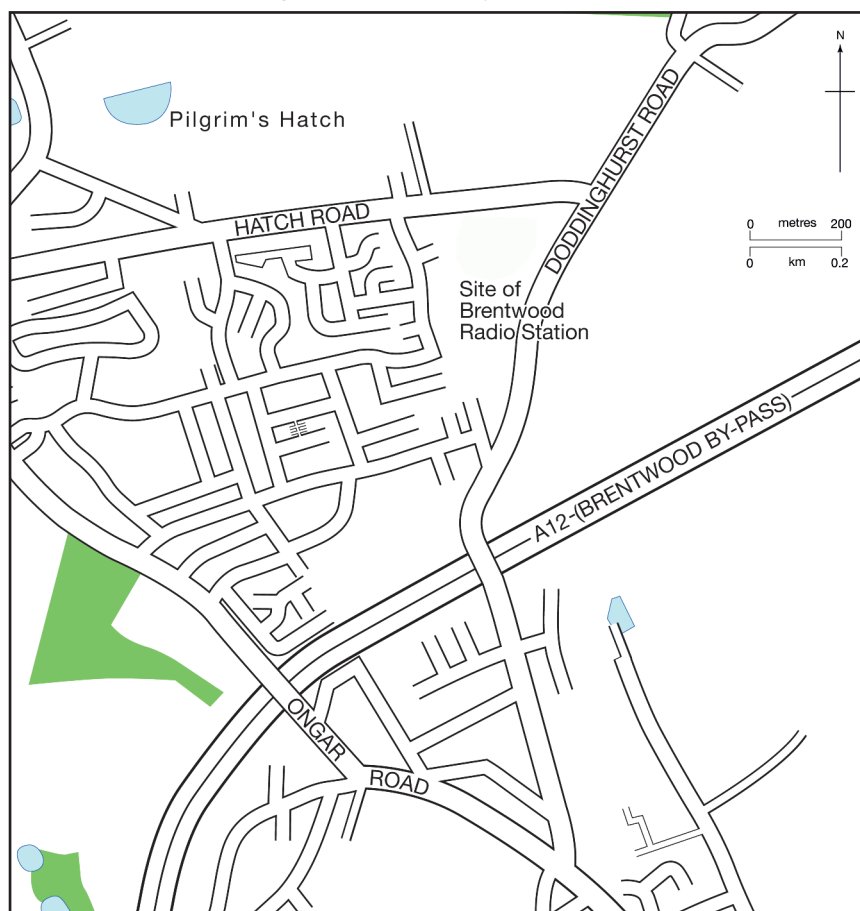 N
Pilgrim's Hatch
DODDINGHURST ROAD
HATCH ROAD
0 metres 200
0 km 0.2
Site of
Brentwood
Radio Station
A12-(BRENTWOOD BY-PASS)
ONGAR
ROAD